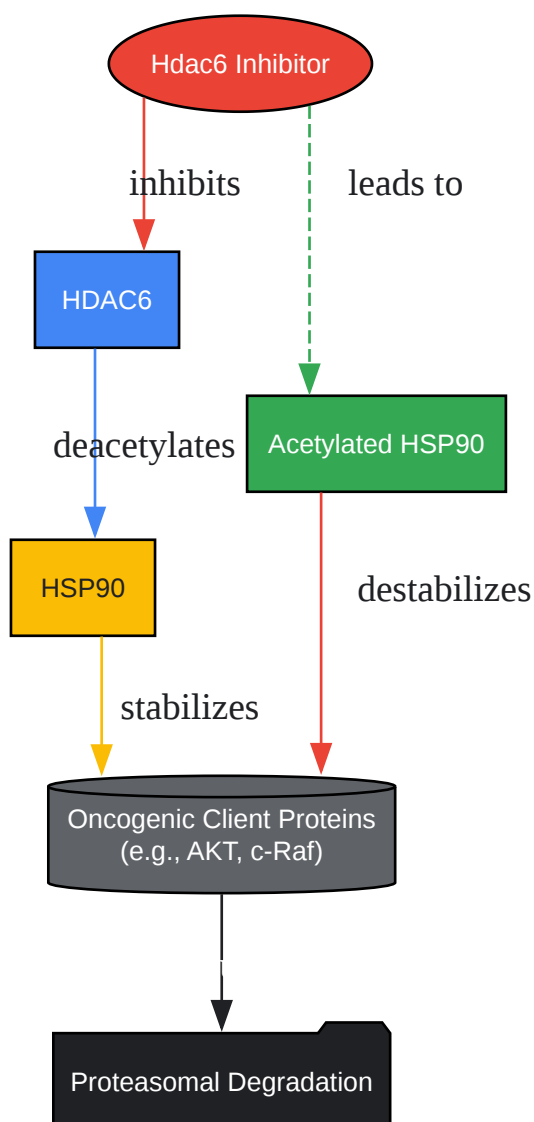 Hdac6 Inhibitor
inhibits
leads to
HDAC6
deacetylates
Acetylated HSP90
HSP90
destabilizes
stabilizes
Oncogenic Client Proteins
(e.g., AKT, c-Raf)
Proteasomal Degradation